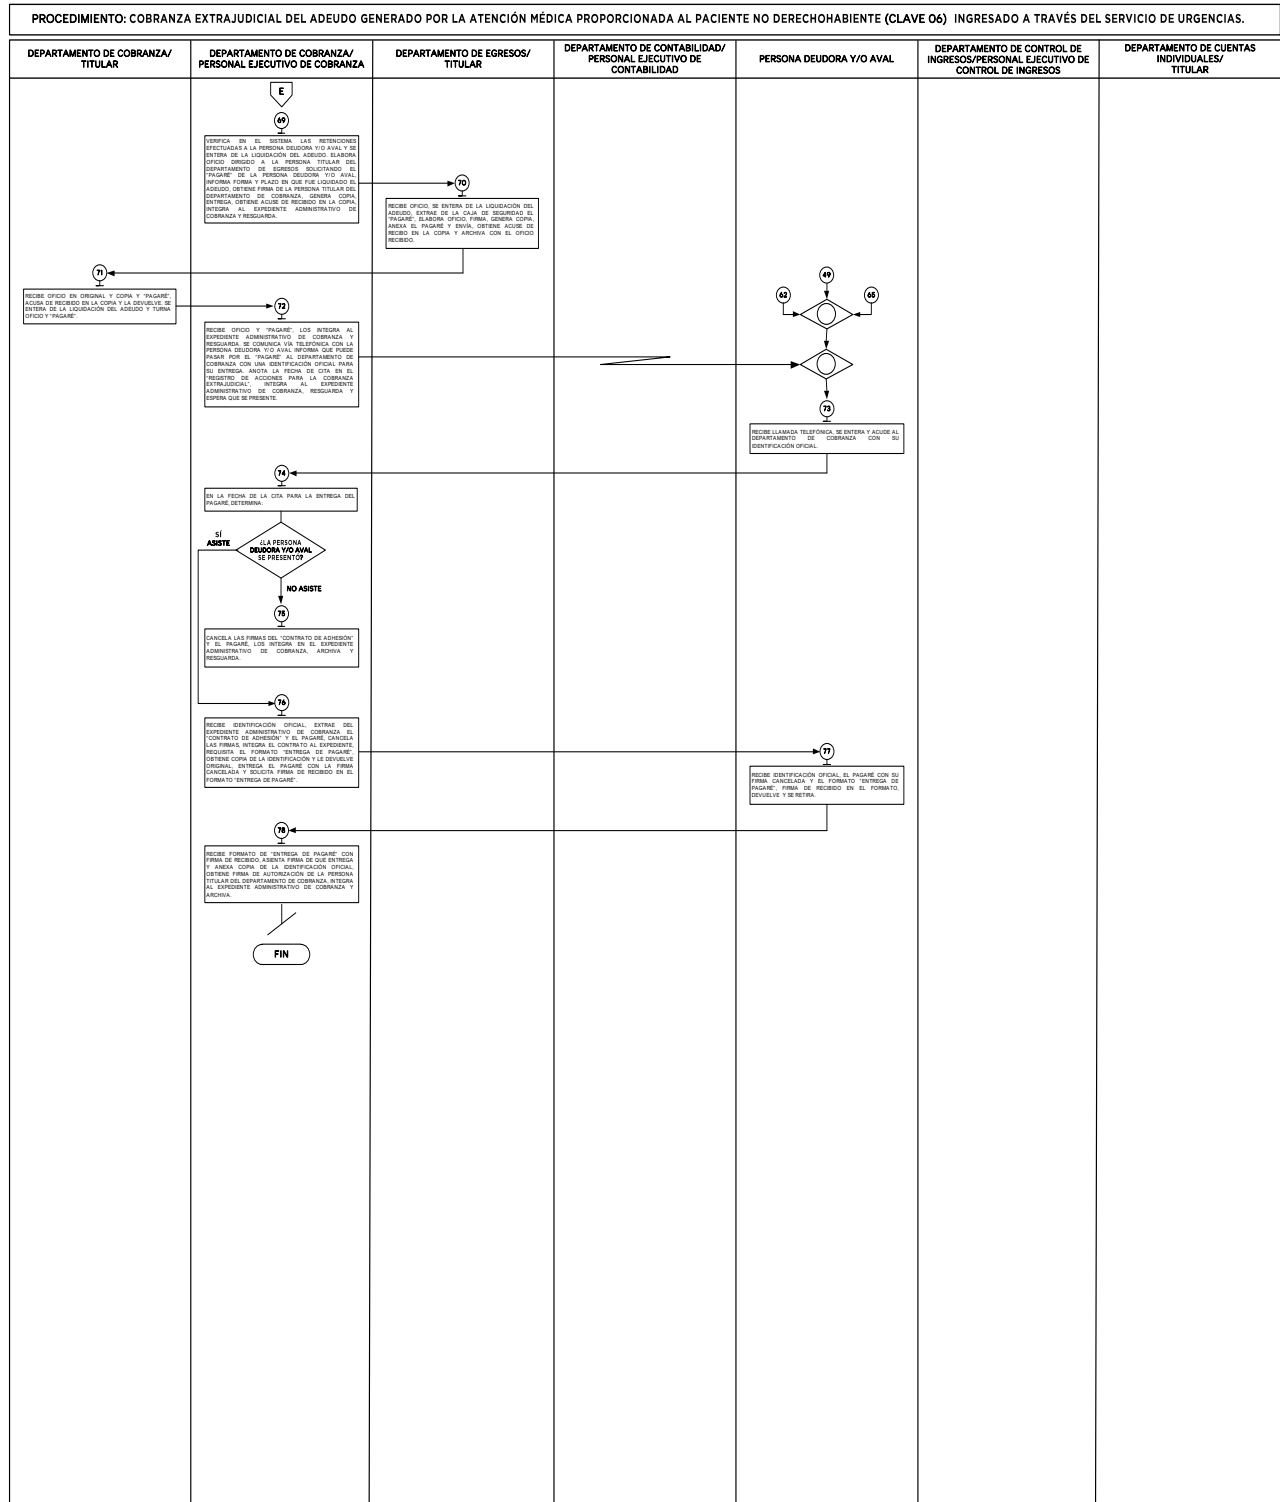 PROCEDIMIENTO: COBRANZA EXTRAJUDICIAL DEL ADEUDO GENERADO POR LA ATENCIÓN MÉDICA PROPORCIONADA AL PACIENTE NO DERECHOHABIENTE (CLAVE 06) INGRESADO A TRAVÉS DEL SERVICIO DE URGENCIAS.
DEPARTAMENTO DE COBRANZA/
TITULAR
DEPARTAMENTO DE COBRANZA/
PERSONAL EJECUTIVO DE COBRANZA
DEPARTAMENTO DE EGRESOS/
TITULAR
DEPARTAMENTO DE CONTABILIDAD/
PERSONAL EJECUTIVO DE
CONTABILIDAD
PERSONA DEUDORA Y/O AVAL
DEPARTAMENTO DE CONTROL DE
INGRESOS/PERSONAL EJECUTIVO DE
CONTROL DE INGRESOS
DEPARTAMENTO DE CUENTAS
INDIVIDUALES/
TITULAR
E
69
VERIFICA EN EL SISTEMA LAS RETENCIONES
EFECTUADAS A LA PERSONA DEUDORA Y/O AVAL Y SE
ENTERA DE LA LIQUIDACIÓN DEL ADEUDO. ELABORA
OFICIO DIRIGIDO A LA PERSONA TITULAR DEL
DEPARTAMENTO DE EGRESOS SOLICITANDO EL
"PAGARÉ" DE LA PERSONA DEUDORA Y/O AVAL,
INFORMA FORMA Y PLAZO EN QUE FUE LIQUIDADO EL
ADEUDO, OBTIENE FIRMA DE LA PERSONA TITULAR DEL
DEPARTAMENTO DE COBRANZA, GENERA COPIA,
ENTREGA, OBTIENE ACUSE DE RECIBIDO EN LA COPIA,
INTEGRA AL EXPEDIENTE ADMINISTRATIVO DE
COBRANZA Y RESGUARDA.
70
RECIBE OFICIO, SE ENTERA DE LA LIQUIDACIÓN DEL
ADEUDO, EXTRAE DE LA CAJA DE SEGURIDAD EL
"PAGARÉ", ELABORA OFICIO, FIRMA, GENERA COPIA,
ANEXA EL PAGARÉ Y ENVÍA, OBTIENE ACUSE DE
RECIBO EN LA COPIA Y ARCHIVA CON EL OFICIO
RECIBIDO.
71
RECIBE OFICIO EN ORIGINAL Y COPIA Y "PAGARÉ",
ACUSA DE RECIBIDO EN LA COPIA Y LA DEVUELVE. SE
ENTERA DE LA LIQUIDACIÓN DEL ADEUDO Y TURNA
OFICIO Y "PAGARÉ".
72
RECIBE OFICIO Y "PAGARÉ", LOS INTEGRA AL
EXPEDIENTE ADMINISTRATIVO DE COBRANZA Y
RESGUARDA. SE COMUNICA VÍA TELEFÓNICA CON LA
PERSONA DEUDORA Y/O AVAL INFORMA QUE PUEDE
PASAR POR EL "PAGARÉ" AL DEPARTAMENTO DE
COBRANZA CON UNA IDENTIFICACIÓN OFICIAL PARA
SU ENTREGA. ANOTA LA FECHA DE CITA EN EL
"REGISTRO DE ACCIONES PARA LA COBRANZA
EXTRAJUDICIAL", INTEGRA AL EXPEDIENTE
ADMINISTRATIVO DE COBRANZA, RESGUARDA Y
ESPERA QUE SE PRESENTE.
49
62
65
73
RECIBE LLAMADA TELEFÓNICA, SE ENTERA Y ACUDE AL
DEPARTAMENTO DE COBRANZA CON SU
IDENTIFICACIÓN OFICIAL.
74
EN LA FECHA DE LA CITA PARA LA ENTREGA DEL
PAGARÉ, DETERMINA:
SÍ
ASISTE
¿LA PERSONA
DEUDORA Y/O AVAL
SE PRESENTÓ?
NO ASISTE
75
CANCELA LAS FIRMAS DEL "CONTRATO DE ADHESIÓN"
Y EL PAGARÉ, LOS INTEGRA EN EL EXPEDIENTE
ADMINISTRATIVO DE COBRANZA, ARCHIVA Y
RESGUARDA.
76
RECIBE IDENTIFICACIÓN OFICIAL, EXTRAE DEL
EXPEDIENTE ADMINISTRATIVO DE COBRANZA EL
"CONTRATO DE ADHESIÓN" Y EL PAGARÉ, CANCELA
LAS FIRMAS, INTEGRA EL CONTRATO AL EXPEDIENTE,
REQUISITA EL FORMATO "ENTREGA DE PAGARÉ",
OBTIENE COPIA DE LA IDENTIFICACIÓN Y LE DEVUELVE
ORIGINAL, ENTREGA EL PAGARÉ CON LA FIRMA
CANCELADA Y SOLICITA FIRMA DE RECIBIDO EN EL
FORMATO "ENTREGA DE PAGARÉ".
77
RECIBE IDENTIFICACIÓN OFICIAL, EL PAGARÉ CON SU
FIRMA CANCELADA Y EL FORMATO "ENTREGA DE
PAGARÉ", FIRMA DE RECIBIDO EN EL FORMATO,
DEVUELVE Y SE RETIRA.
78
RECIBE FORMATO DE "ENTREGA DE PAGARÉ" CON
FIRMA DE RECIBIDO, ASIENTA FIRMA DE QUE ENTREGA
Y ANEXA COPIA DE LA IDENTIFICACIÓN OFICIAL,
OBTIENE FIRMA DE AUTORIZACIÓN DE LA PERSONA
TITULAR DEL DEPARTAMENTO DE COBRANZA, INTEGRA
AL EXPEDIENTE ADMINISTRATIVO DE COBRANZA Y
ARCHIVA.
FIN